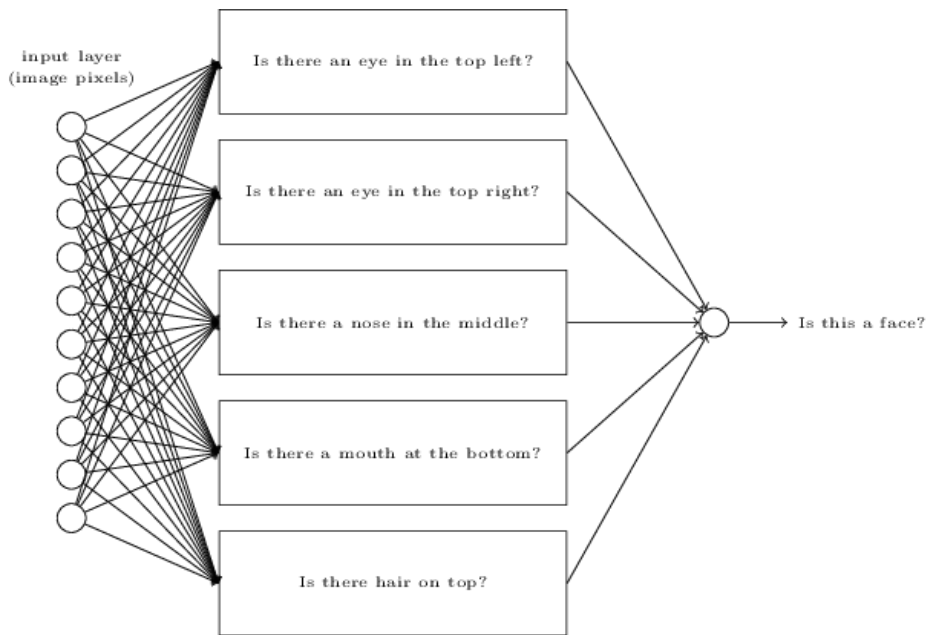 input layer
(image pixels)
Is there an eye in the top left?
Is there an eye in the top right?
Is there a nose in the middle?
Is there a mouth at the bottom?
Is there hair on top?
Is this a face?